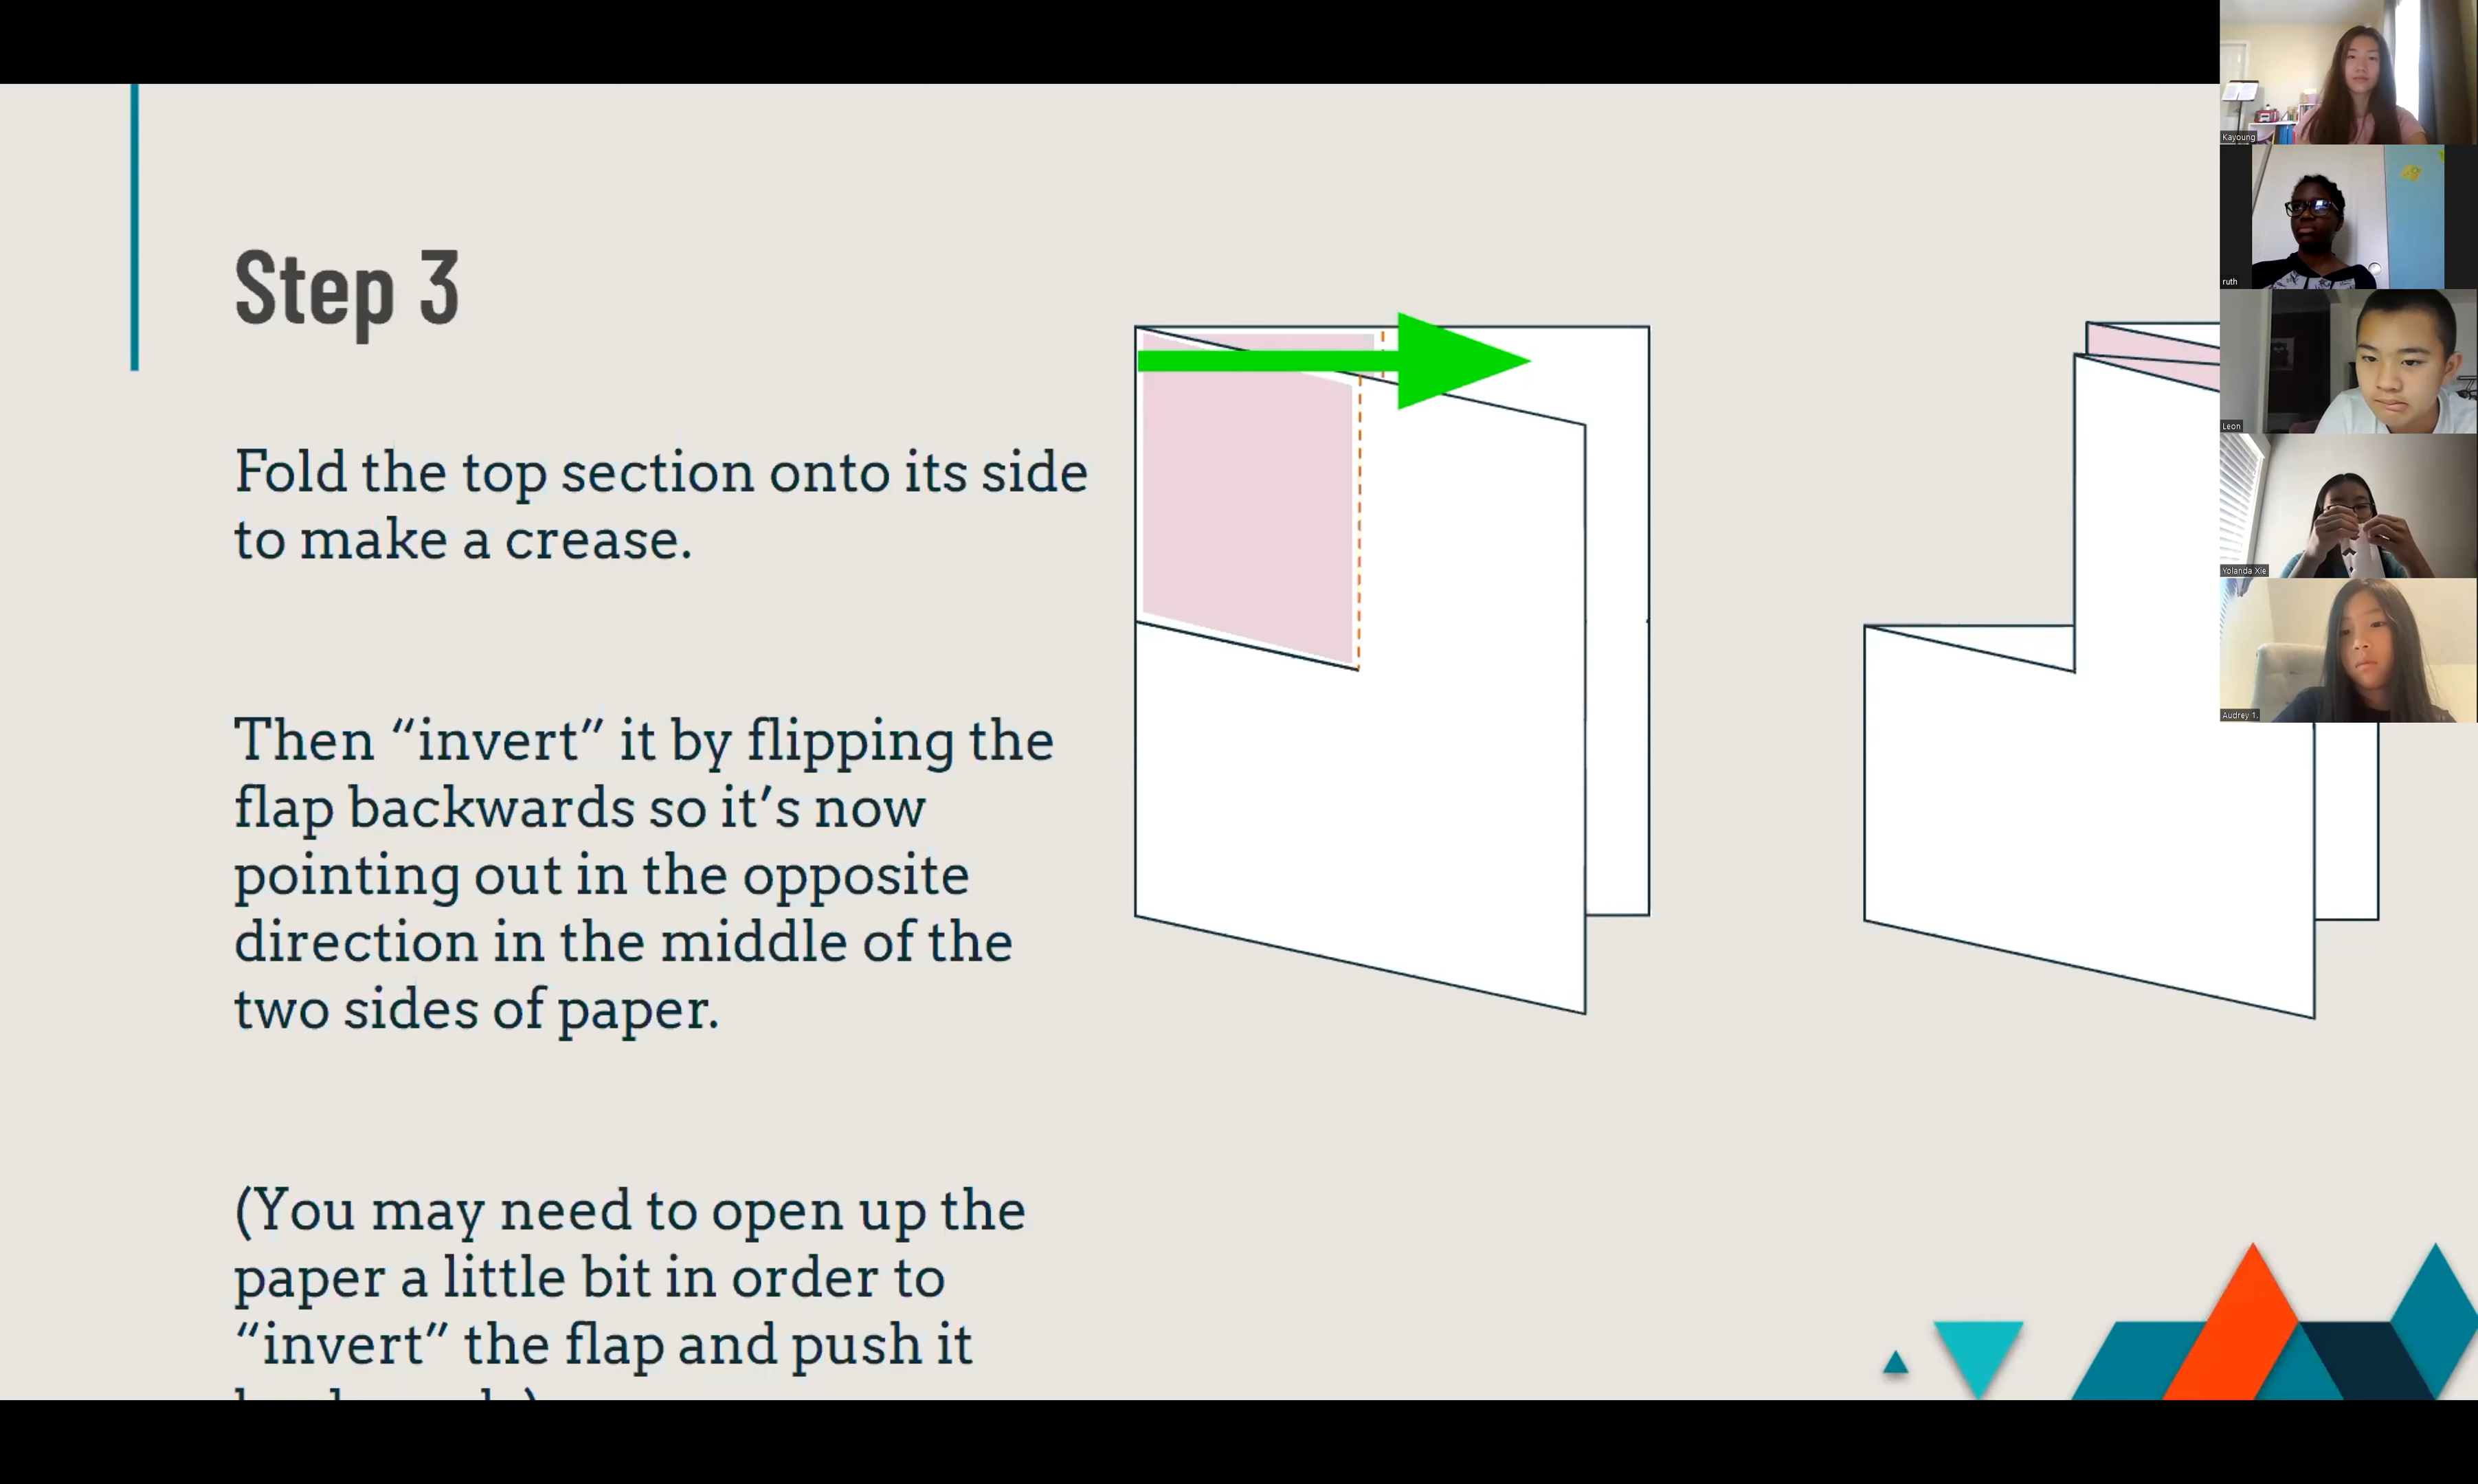 Step 3
Fold the top section onto its side
to make a crease.
Then “invert” it by flipping the
flap backwards so it’s now
pointing out in the opposite
direction in the middle of the
two sides of paper.
(You may need to open up the
paper a little bit in order to
“invert” the flap and push it
Kayoung
ruth
Leon
Yolanda Xie
Audrey 1.